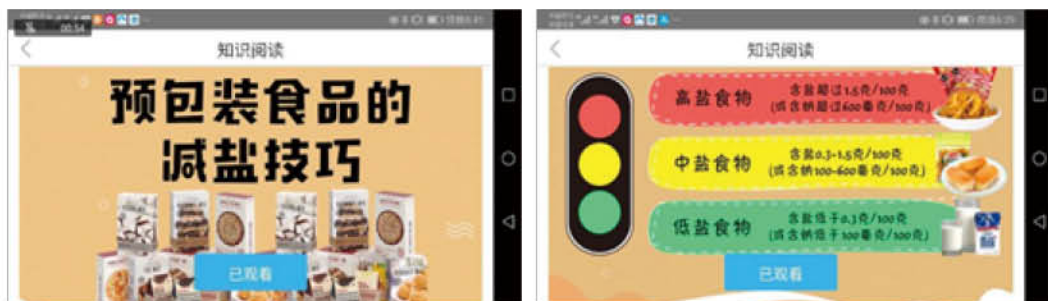 00:54
知识阅读
预包装食品的
减盐技巧
已观看
知识阅读
高盐食物
含盐超过1.5克/100克
(或含钠超过600毫克/100克)
中盐食物
含盐0.3-1.5克/100克
(或含钠100-600毫克/100克)
低盐食物
含盐低于0.3克/100克
(或含钠低于100毫克/100克)
已观看